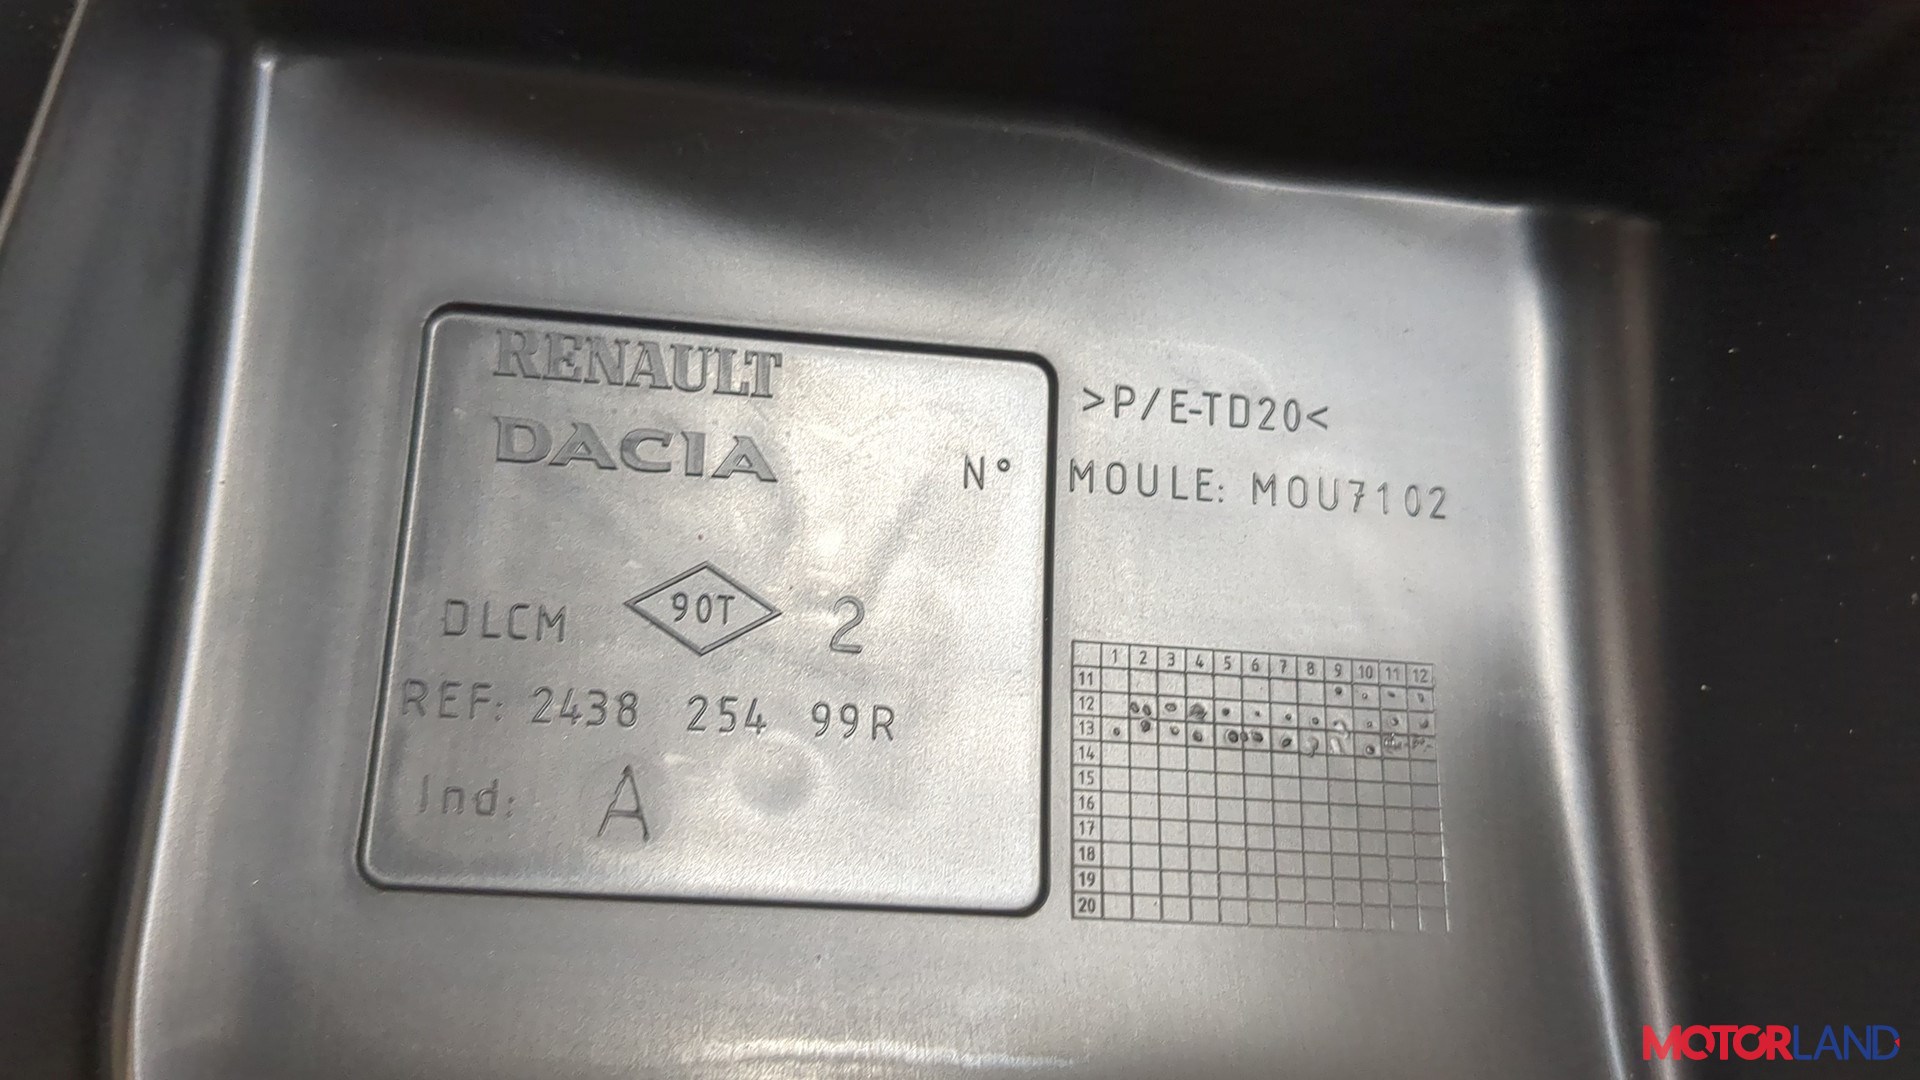 RENAULT
DACIA
N°
DLCM 90T 2
REF: 2438 254 99R
Ind: A
>P/E-TD20<
MOULE: MOU7102
1 2 3 4 5 6 7 8 9 10 11 12
11
12
13
14
15
16
17
18
19
20
MOTORLAND